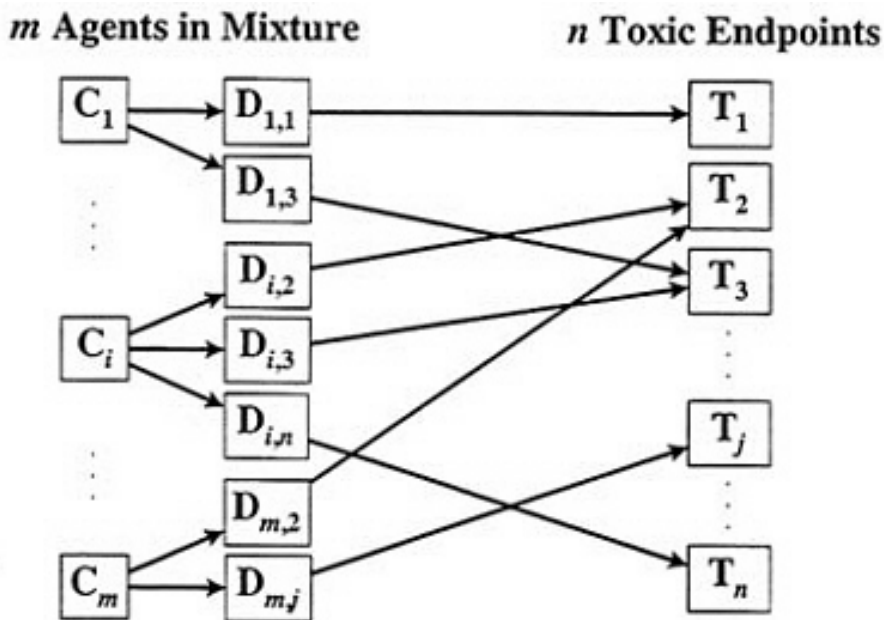 m Agents in Mixture
n Toxic Endpoints
C1
D1,1
T1
D1,3
T2
Di,2
T3
Ci
Di,3
Di,n
Tj
Dm,2
Cm
Dm,j
Tn